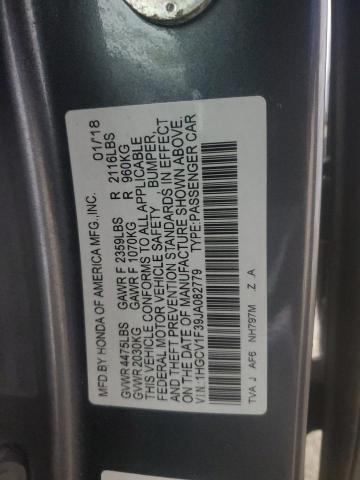 MFD.BY HONDA OF AMERICA MFG.,INC. 01/18
GVWR 4475LBS GAWR F 2359LBS R 2116LBS
GVWR 2030KG GAWR F 1070KG R 960KG
THIS VEHICLE CONFORMS TO ALL APPLICABLE
FEDERAL MOTOR VEHICLE SAFETY , BUMPER,
AND THEFT PREVENTION STANDARDS IN EFFECT
ON THE DATE OF MANUFACTURE SHOWN ABOVE.
V.I.N: 1HGCV1F39JA082779 TYPE:PASSENGER CAR
TVA J AF6 NH797M Z A